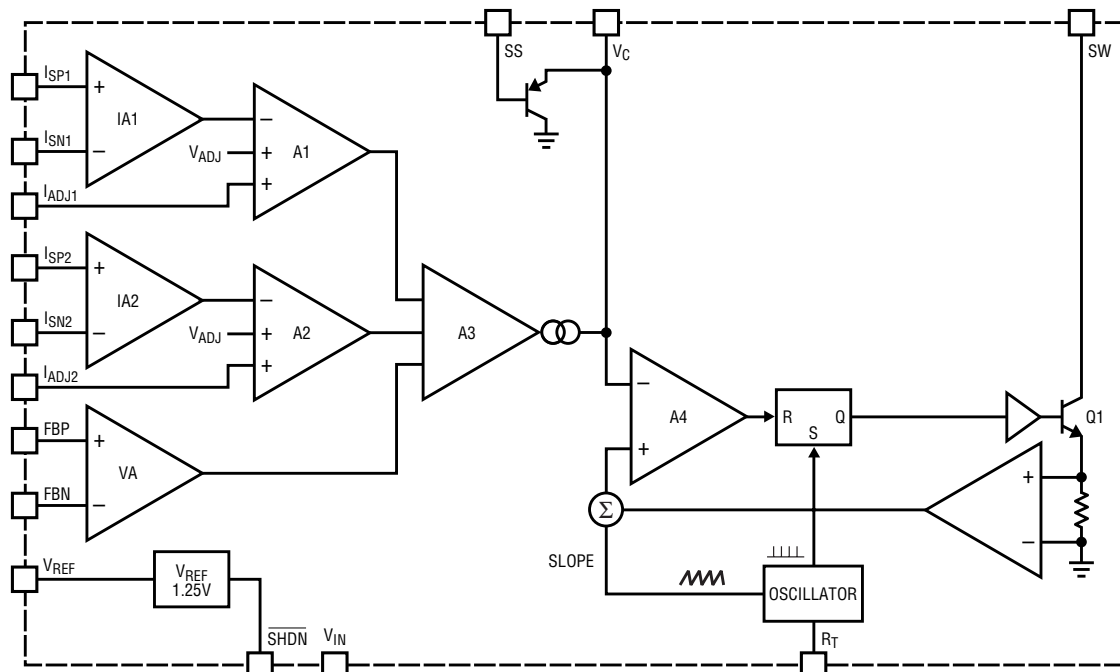 SS
VC
SW
ISP1
+
IA1
ISN1
–
–
VADJ
+
A1
+
IADJ1
ISP2
+
IA2
ISN2
–
–
VADJ
+
A2
+
IADJ2
A3
FBP
+
VA
FBN
–
–
A4
+
R Q
S
Q1
+
–
Σ
SLOPE
OSCILLATOR
VREF
VREF
1.25V
SHDN
VIN
RT